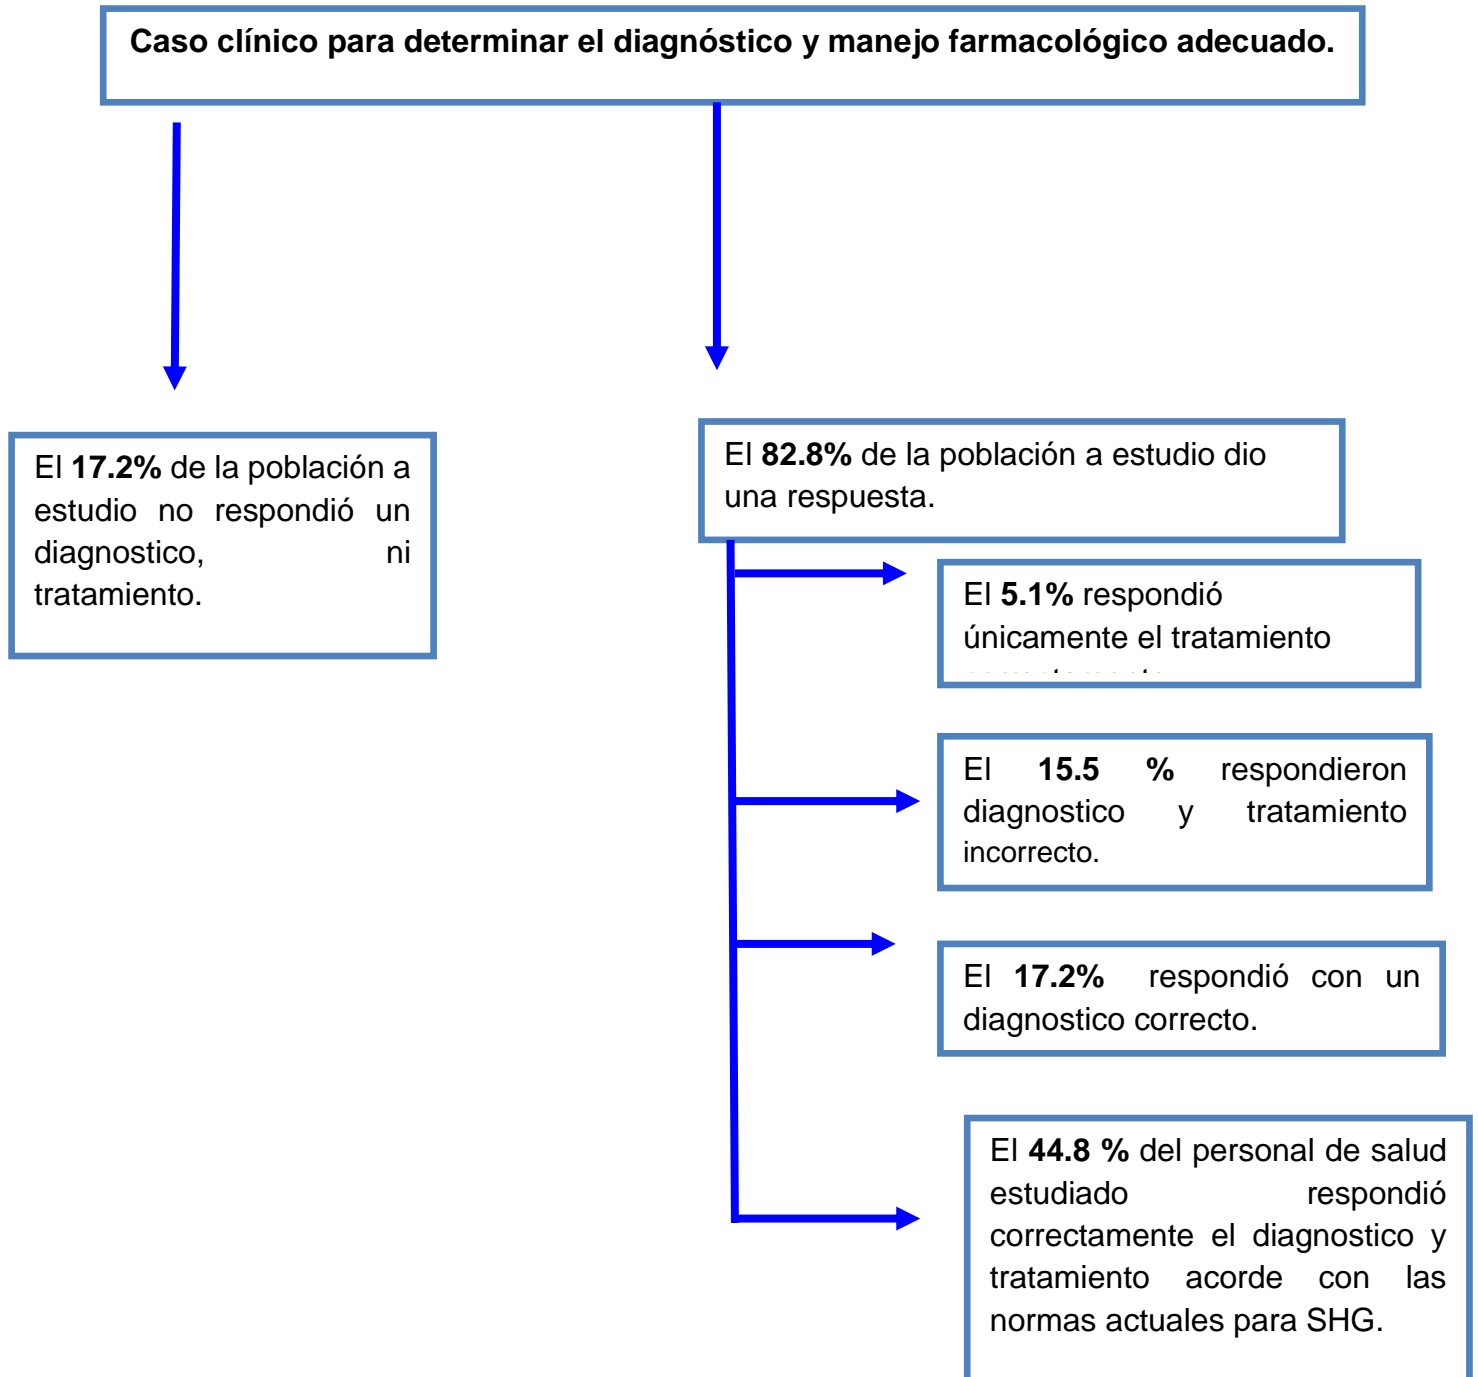 Caso clínico para determinar el diagnóstico y manejo farmacológico adecuado.
El 17.2% de la población a
estudio no respondió un
diagnostico, ni
tratamiento.
El 82.8% de la población a estudio dio
una respuesta.
El 5.1% respondió
únicamente el tratamiento
El 15.5 % respondieron
diagnostico y tratamiento
incorrecto.
El 17.2% respondió con un
diagnostico correcto.
El 44.8 % del personal de salud
estudiado respondió
correctamente el diagnostico y
tratamiento acorde con las
normas actuales para SHG.